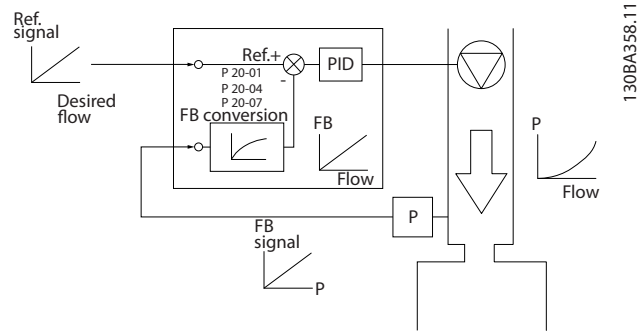 Ref.
signal
Desired
flow
Ref.+
-
P 20-01
P 20-04
P 20-07
FB conversion
PID
FB
Flow
P
FB
signal
P
P
Flow
130BA358.11